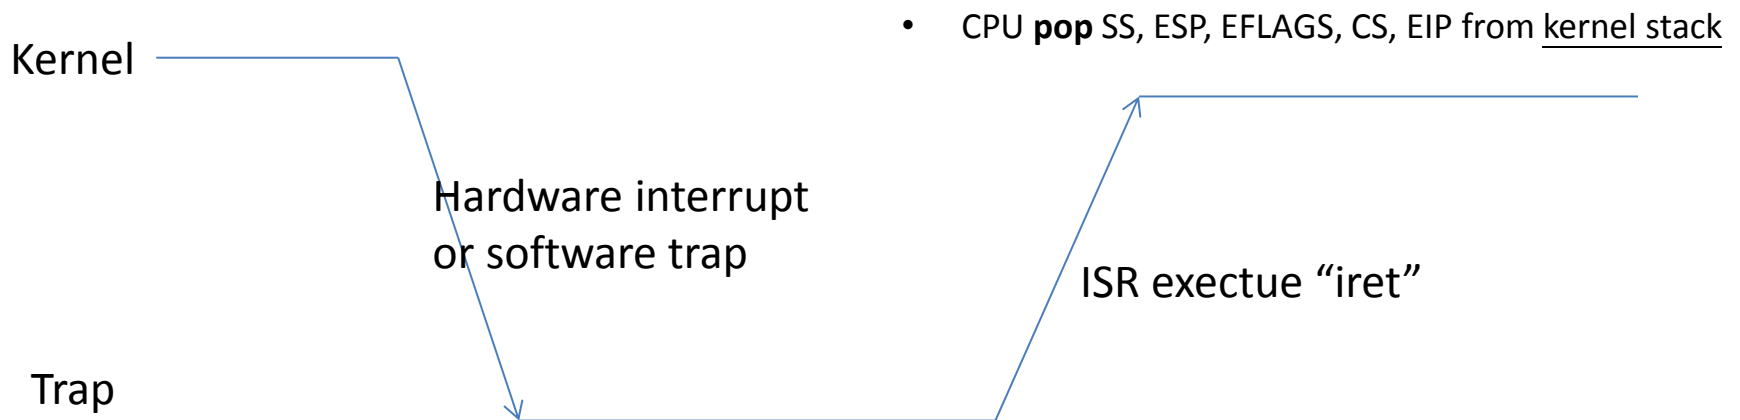 • CPU pop SS, ESP, EFLAGS, CS, EIP from kernel stack
Kernel
Hardware interrupt
or software trap
ISR exectue “iret”
Trap